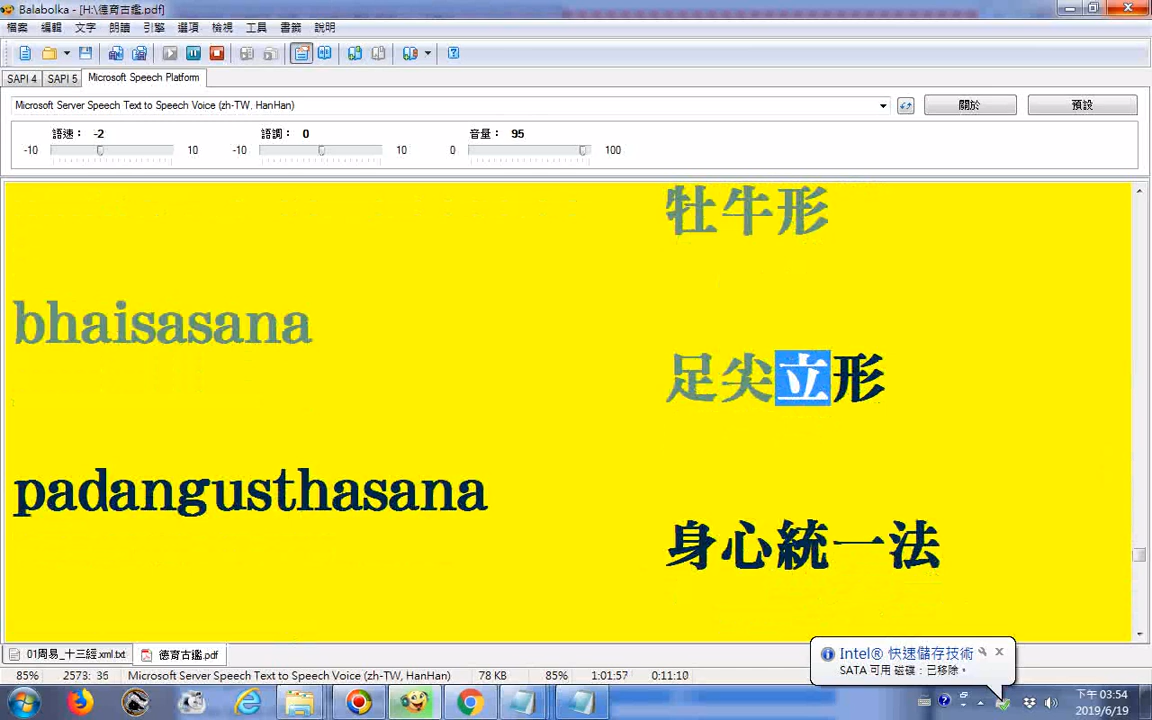 Balabolka - [H:\德育古鑑.pdf]
檔案 編輯 文字 朗讀 引擎 選項 檢視 工具 書籤 說明
SAPI 4 SAPI 5 Microsoft Speech Platform
Microsoft Server Speech Text to Speech Voice (zh-TW, HanHan) 關於 預設
語速： -2 語調： 0 音量： 95
-10 10 -10 10 0 100
牡牛形
bhaisasana
足尖立形
padangusthasana
身心統一法
Intel® 快速儲存技術
SATA 可用 磁碟：已移除。
01周易_十三經.xml.txt 德育古鑑.pdf
85% 2573: 36 Microsoft Server Speech Text to Speech Voice (zh-TW, HanHan) 78 KB 85% 1:01:57 0:11:10
下午 03:54
2019/6/19